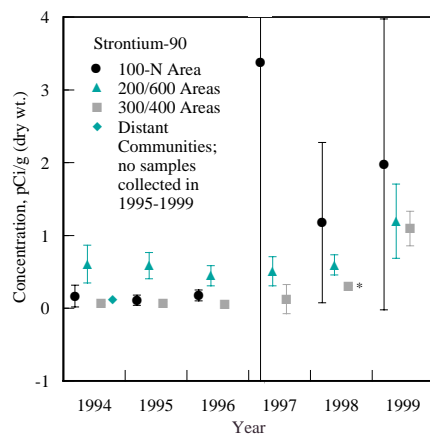 4
3
2
1
0
-1
Concentration, pCi/g (dry wt.)
Strontium-90
100-N Area
200/600 Areas
300/400 Areas
Distant
Communities;
no samples
collected in
1995-1999
*
1994 1995 1996 1997 1998 1999
Year